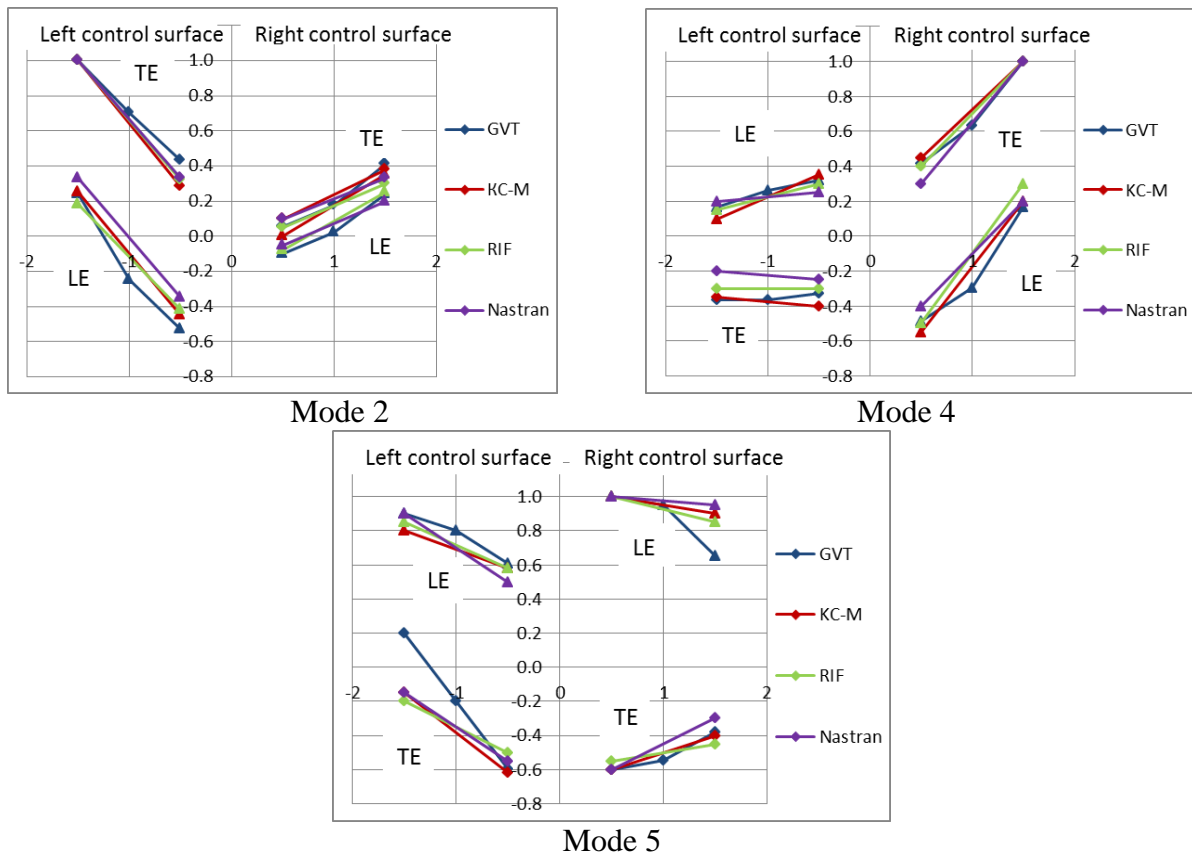 Left control surface Right control surface
TE
1.0
0.8
0.6
0.4
0.2
0.0
-0.2
-0.4
-0.6
-0.8
-2 -1 0 1 2
TE
LE
LE
GVT
KC-M
RIF
Nastran
Mode 2
Left control surface Right control surface
1.0
0.8
0.6
0.4
0.2
0.0
-0.2
-0.4
-0.6
-0.8
-2 -1 0 1 2
LE
TE
TE
LE
GVT
KC-M
RIF
Nastran
Mode 4
Left control surface Right control surface
1.0
0.8
0.6
0.4
0.2
0.0
-0.2
-0.4
-0.6
-0.8
-2 -1 0 1 2
LE
LE
TE
TE
GVT
KC-M
RIF
Nastran
Mode 5